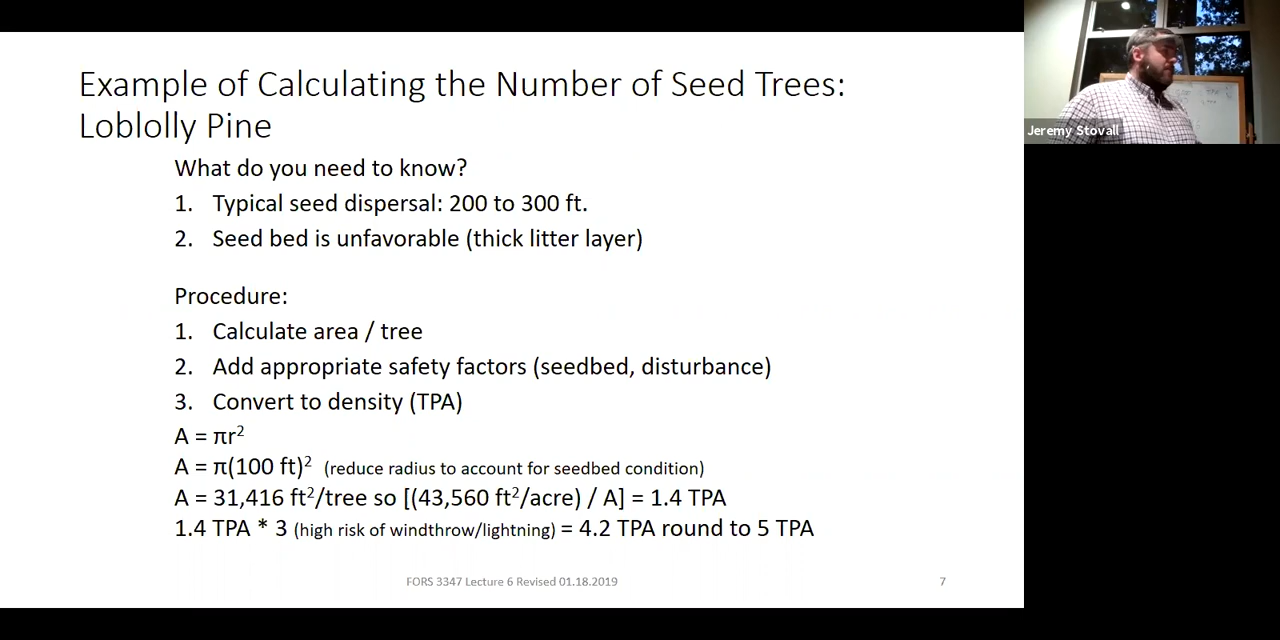 Example of Calculating the Number of Seed Trees:
Loblolly Pine
What do you need to know?
1. Typical seed dispersal: 200 to 300 ft.
2. Seed bed is unfavorable (thick litter layer)
Procedure:
1. Calculate area / tree
2. Add appropriate safety factors (seedbed, disturbance)
3. Convert to density (TPA)
A = πr²
A = π(100 ft)² (reduce radius to account for seedbed condition)
A = 31,416 ft²/tree so [(43,560 ft²/acre) / A] = 1.4 TPA
1.4 TPA * 3 (high risk of windthrow/lightning) = 4.2 TPA round to 5 TPA
FORS 3347 Lecture 6 Revised 01.18.2019
7
Jeremy Stovall